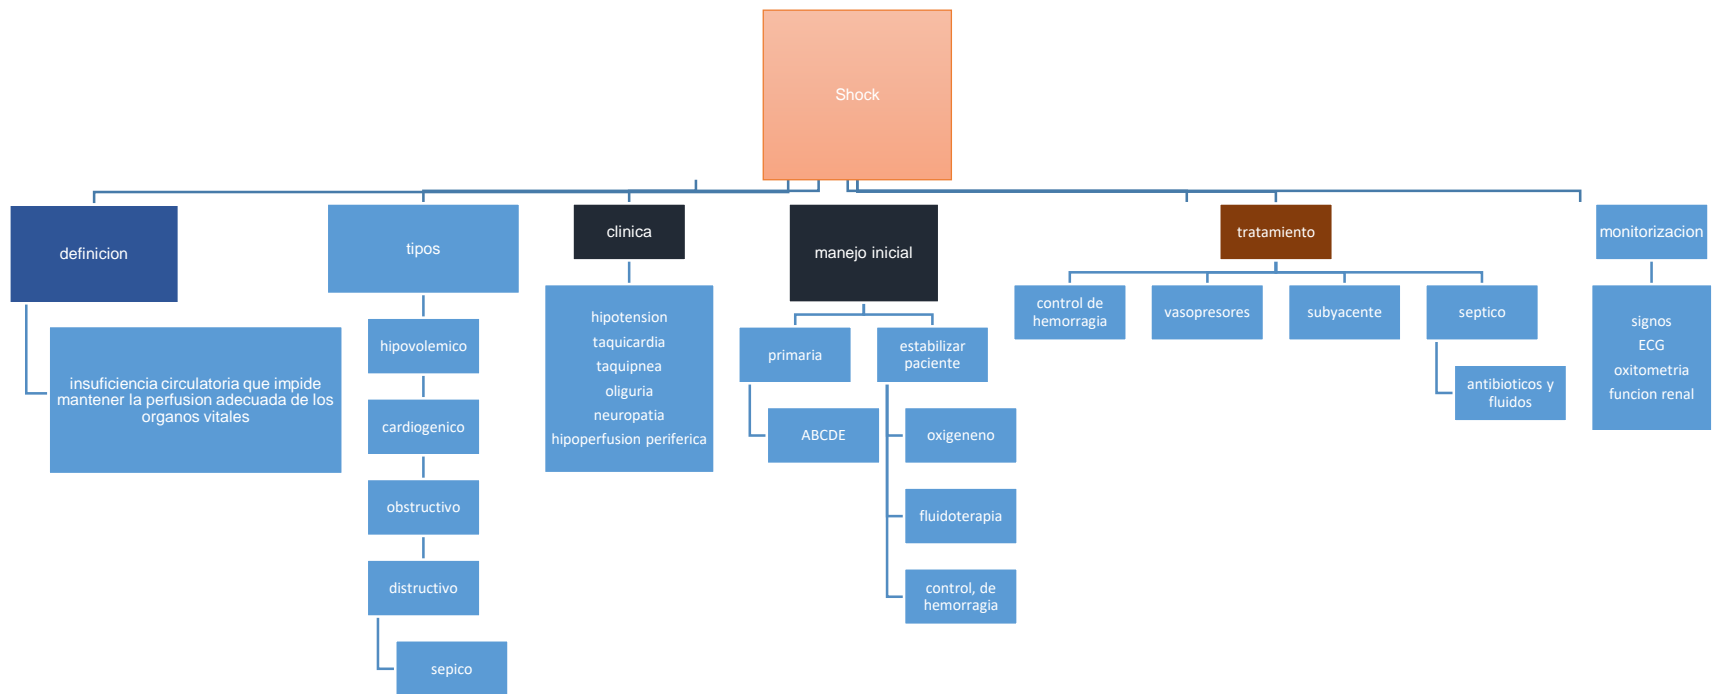 Shock
definicion
insuficiencia circulatoria que impide
mantener la perfusion adecuada de los
organos vitales
tipos
hipovolemico
cardiogenico
obstructivo
distructivo
sepico
clinica
hipotension
taquicardia
taquipnea
oliguria
neuropatia
hipoperfusion periferica
manejo inicial
primaria
ABCDE
estabilizar
paciente
oxigeneno
fluidoterapia
control, de
hemorragia
tratamiento
control de
hemorragia
vasopresores
subyacente
septico
antibioticos y
fluidos
monitorizacion
signos
ECG
oxitometria
funcion renal